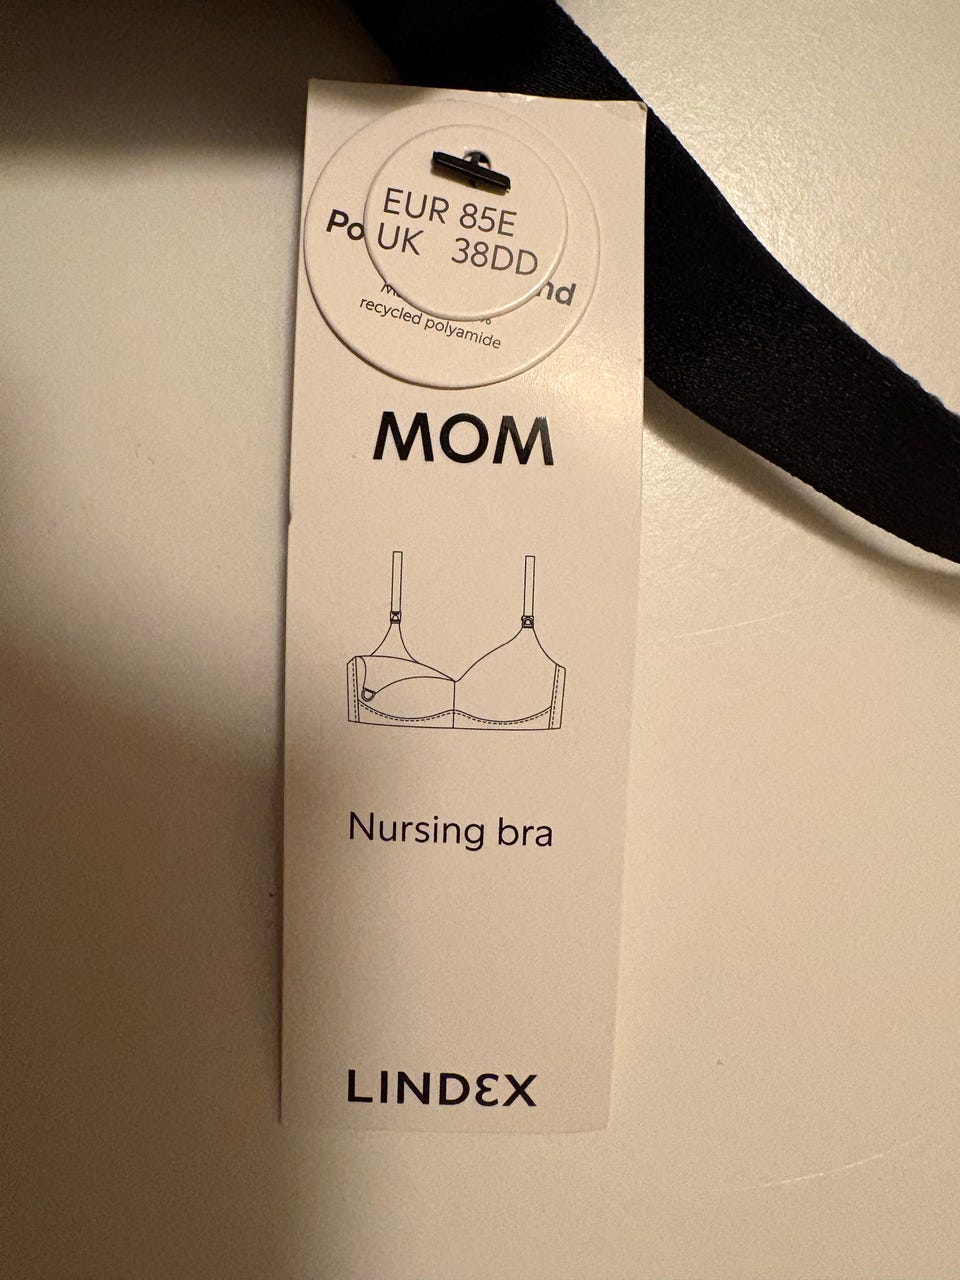 EUR 85E
UK 38DD
recycled polyamide
MOM
Nursing bra
LINDEX